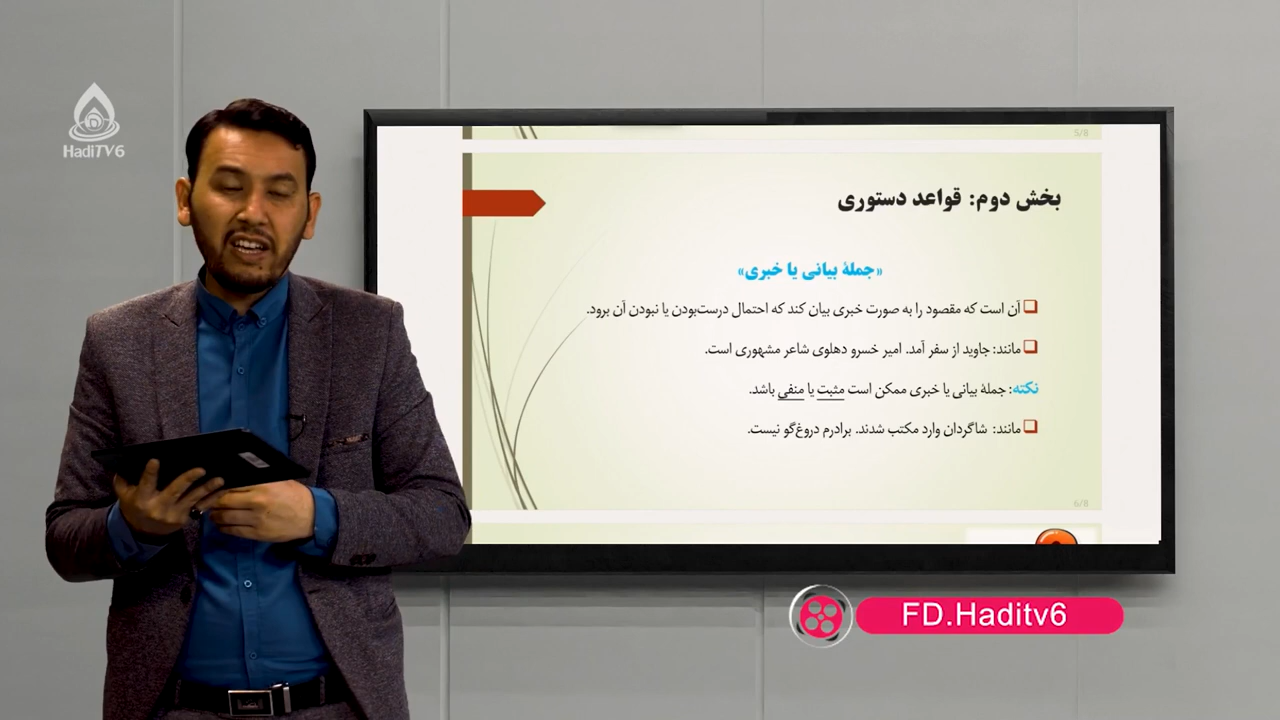 HadiTV6
5/8
بخش دوم: قواعد دستوری
«جملهٔ بیانی یا خبری»
آن است که مقصود را به صورت خبری بیان کند که احتمال درست‌بودن یا نبودن آن برود.
مانند: جاوید از سفر آمد. امیر خسرو دهلوی شاعر مشهوری است.
نکته: جملهٔ بیانی یا خبری ممکن است مثبت یا منفی باشد.
مانند: شاگردان وارد مکتب شدند. برادرم دروغ‌گو نیست.
6/8
FD.Haditv6